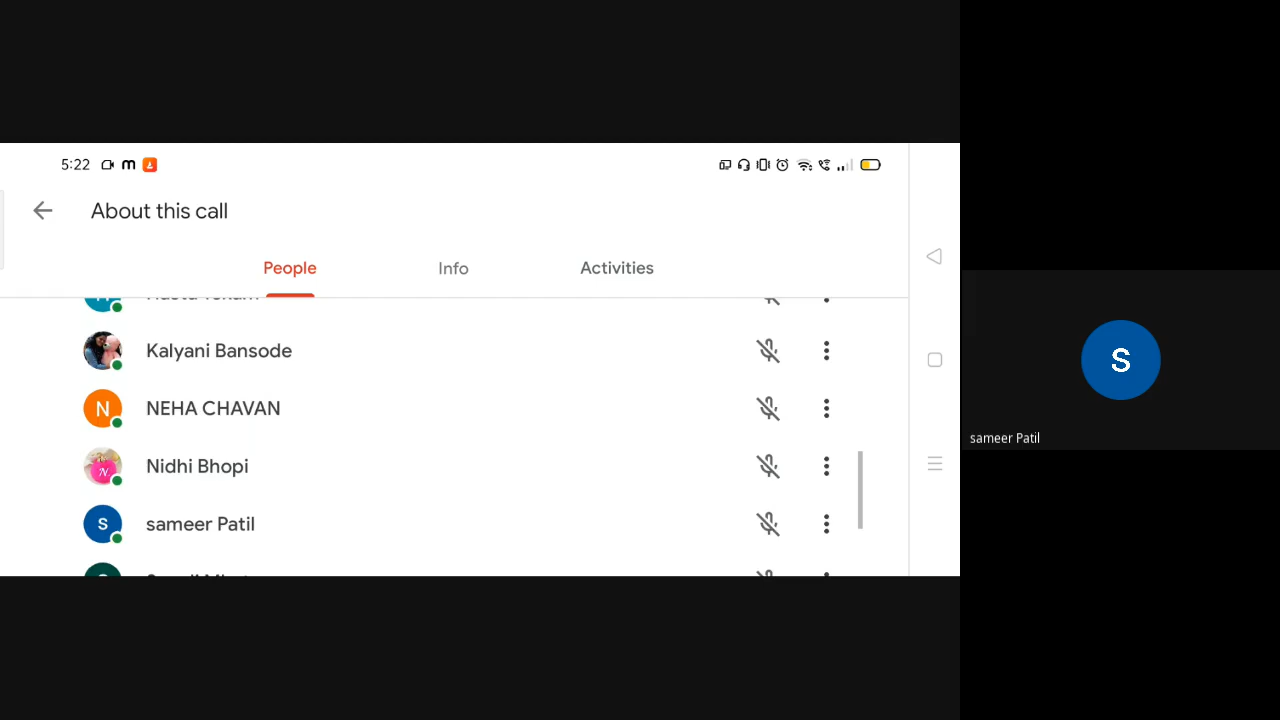 5:22 m
About this call
People Info Activities
Kalyani Bansode
N NEHA CHAVAN
N Nidhi Bhopi
S sameer Patil
S
sameer Patil